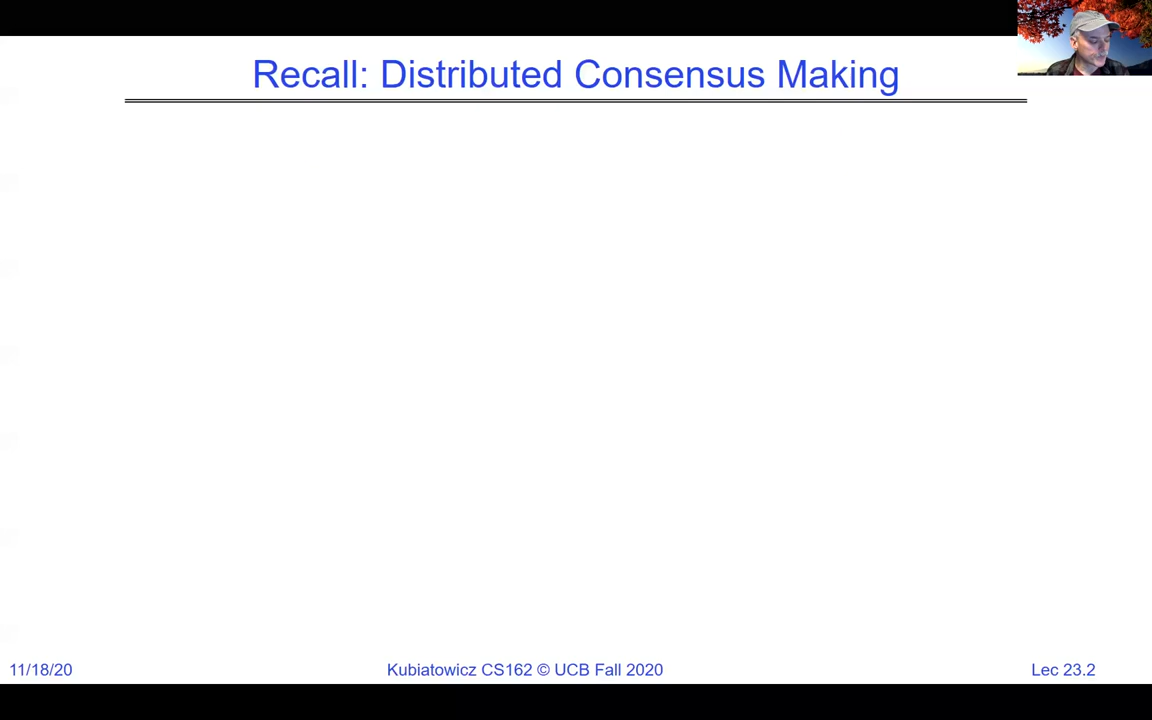 Recall: Distributed Consensus Making
11/18/20
Kubiatowicz CS162 © UCB Fall 2020
Lec 23.2